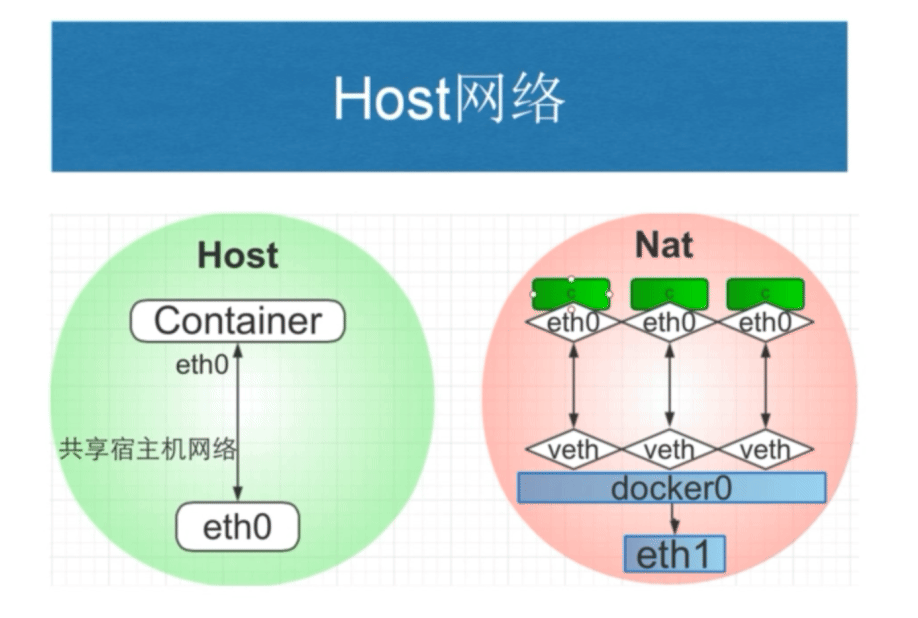 Host网络
Host
Container
eth0
共享宿主机网络
eth0
Nat
c c c
eth0 eth0 eth0
veth veth veth
docker0
eth1